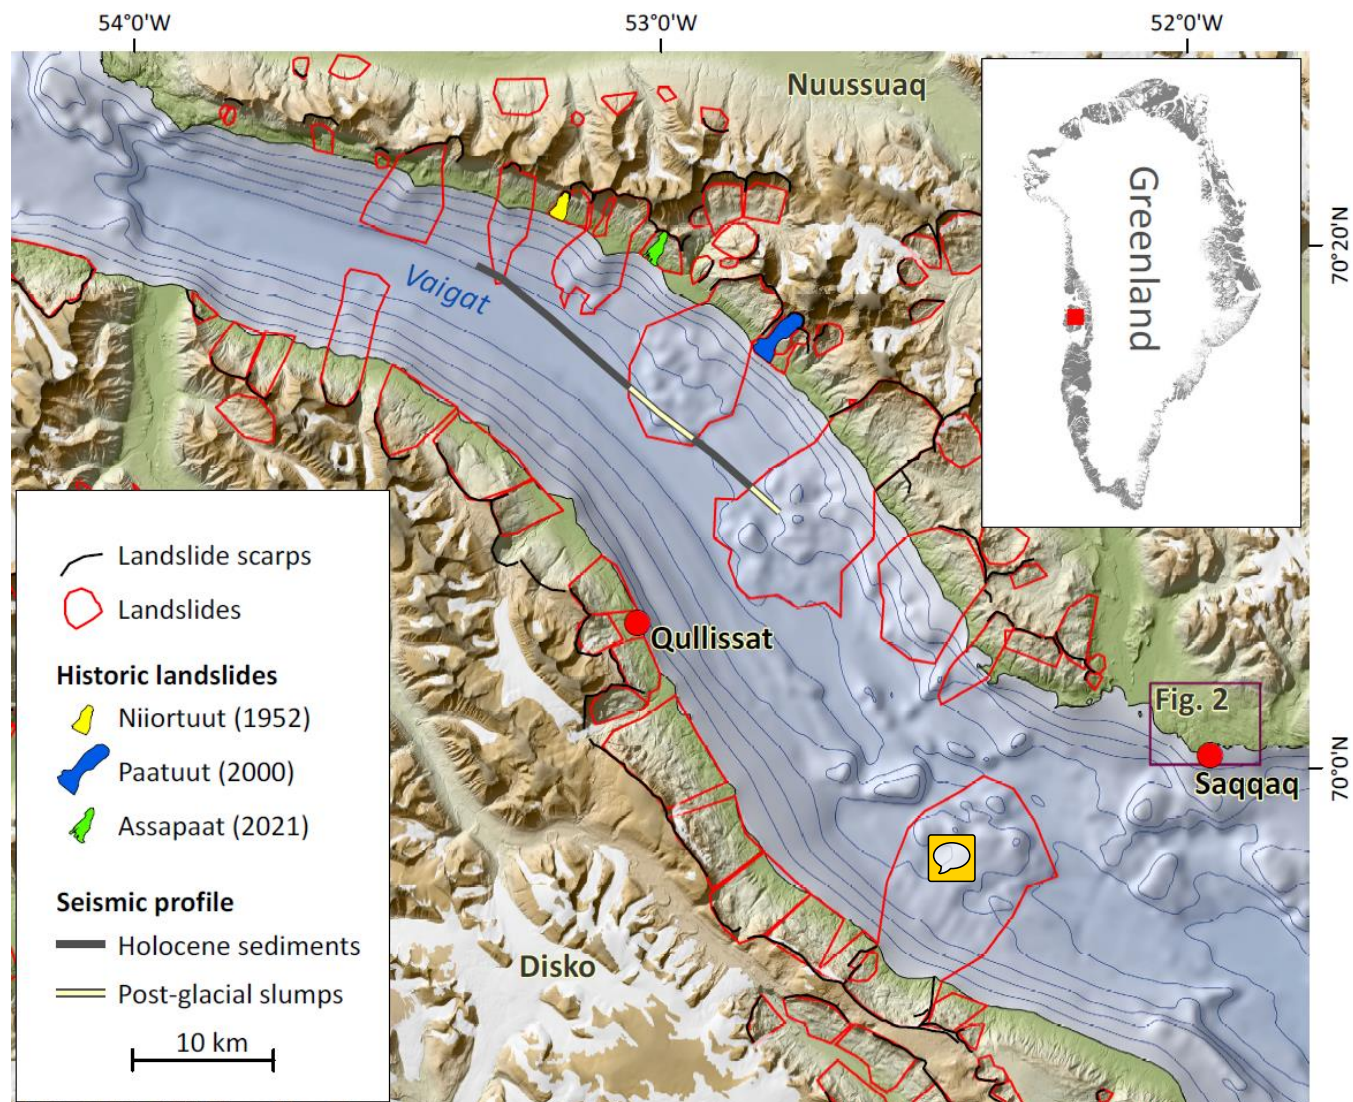 54°0'W
53°0'W
52°0'W
Nuussuaq
Greenland
70°20'N
Vaigat
Landslide scarps
Landslides
Qullissat
Historic landslides
Niiortuut (1952)
Paatuut (2000)
Assapaat (2021)
Fig. 2
Saqqaq
70°0'N
Seismic profile
Holocene sediments
Post-glacial slumps
10 km
Disko